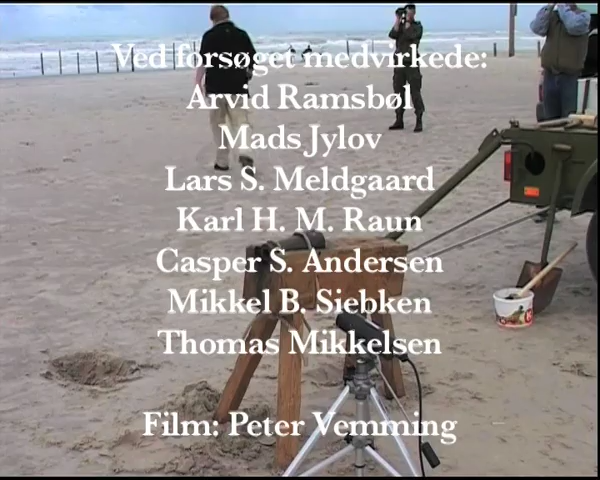 Ved forsøget medvirkede:
Arvid Ramsbøl
Mads Jylov
Lars S. Meldgaard
Karl H. M. Raun
Casper S. Andersen
Mikkel B. Siebken
Thomas Mikkelsen
Film: Peter Vemming